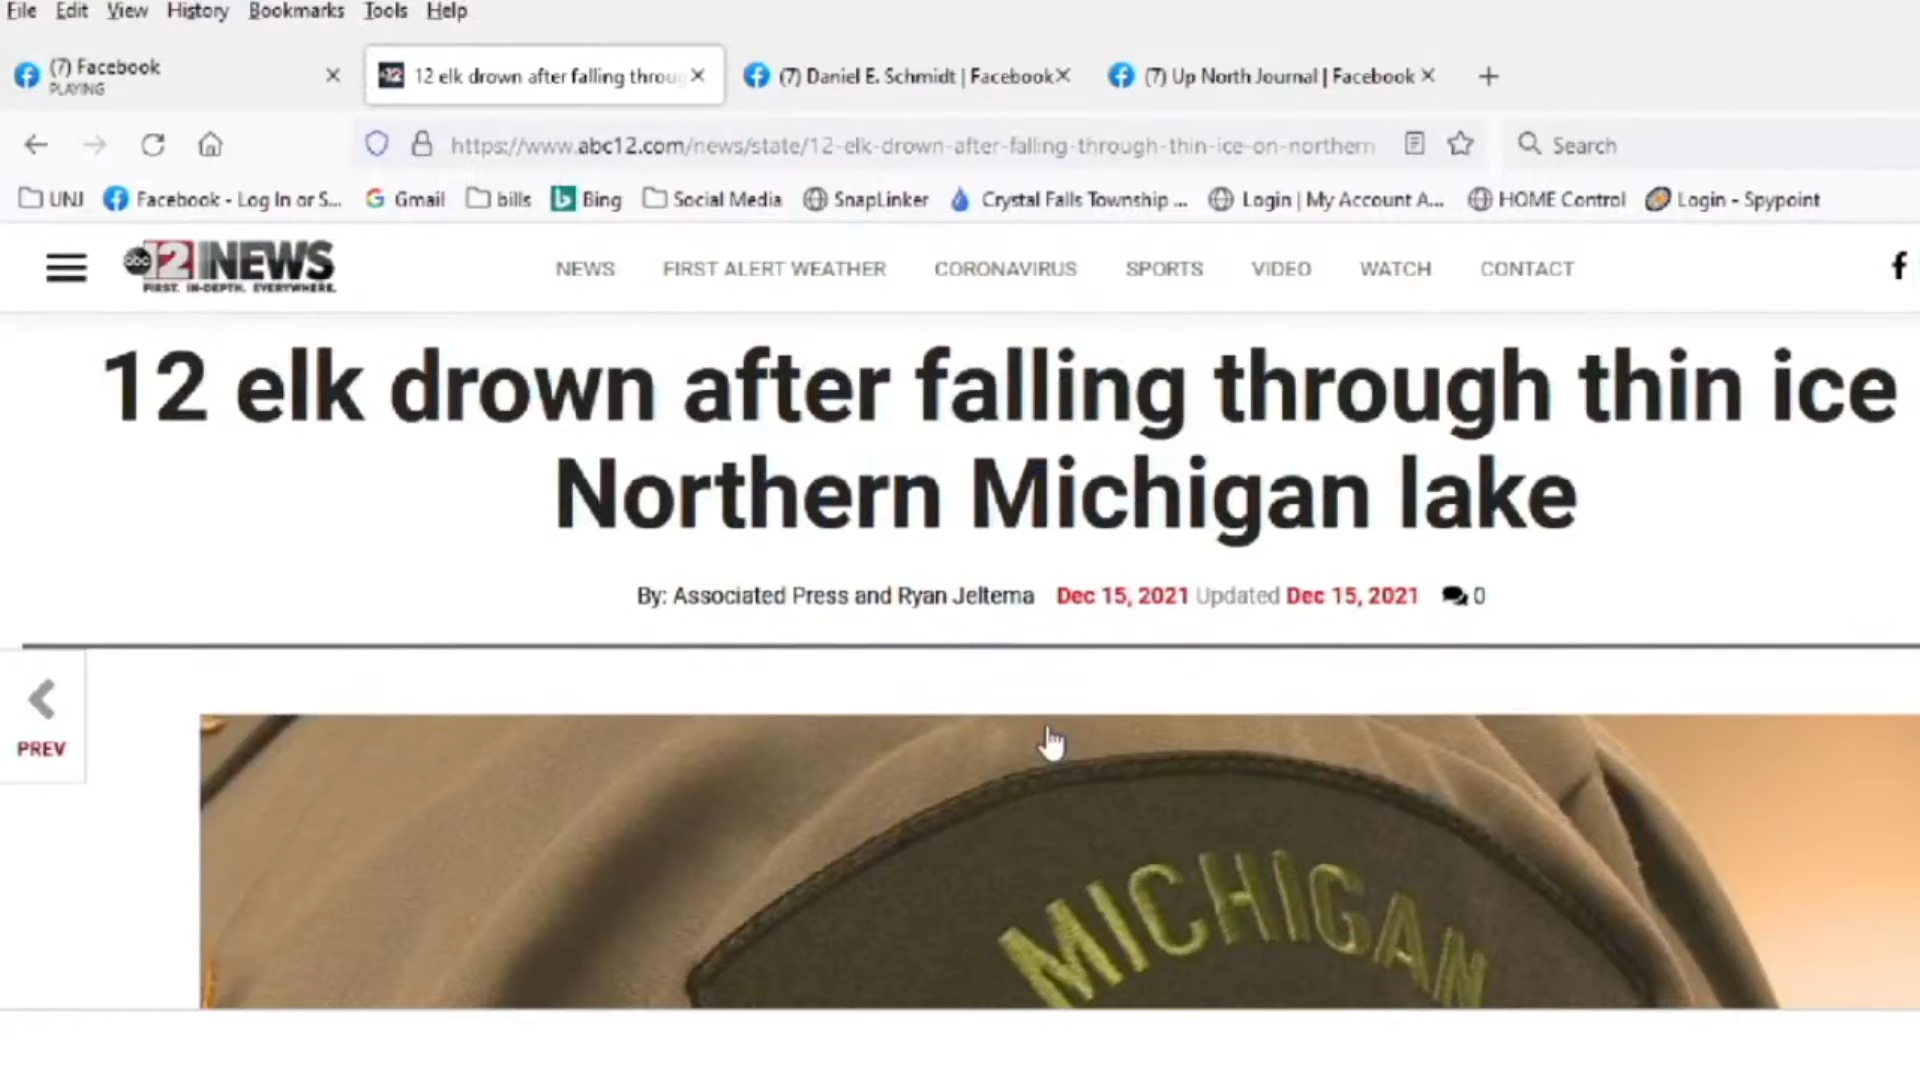 File Edit View History Bookmarks Tools Help
(7) Facebook
PLAYING
12 elk drown after falling throug
(7) Daniel E. Schmidt | Facebook
(7) Up North Journal | Facebook
https://www.abc12.com/news/state/12-elk-drown-after-falling-through-thin-ice-on-northern
Search
UNJ Facebook - Log In or S... Gmail bills Bing Social Media SnapLinker Crystal Falls Township ... Login | My Account A... HOME Control Login - Spypoint
abc 12 NEWS
FIRST. IN-DEPTH. EVERYWHERE.
NEWS FIRST ALERT WEATHER CORONAVIRUS SPORTS VIDEO WATCH CONTACT
12 elk drown after falling through thin ice
Northern Michigan lake
By: Associated Press and Ryan Jeltema Dec 15, 2021 Updated Dec 15, 2021 0
PREV
MICHIGAN